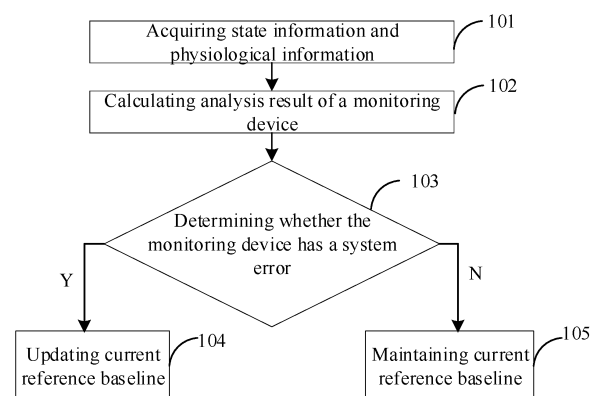 Acquiring state information and
physiological information
101
Calculating analysis result of a monitoring
device
102
103
Determining whether the
monitoring device has a system
error
Y
N
Updating current
reference baseline
104
Maintaining current
reference baseline
105